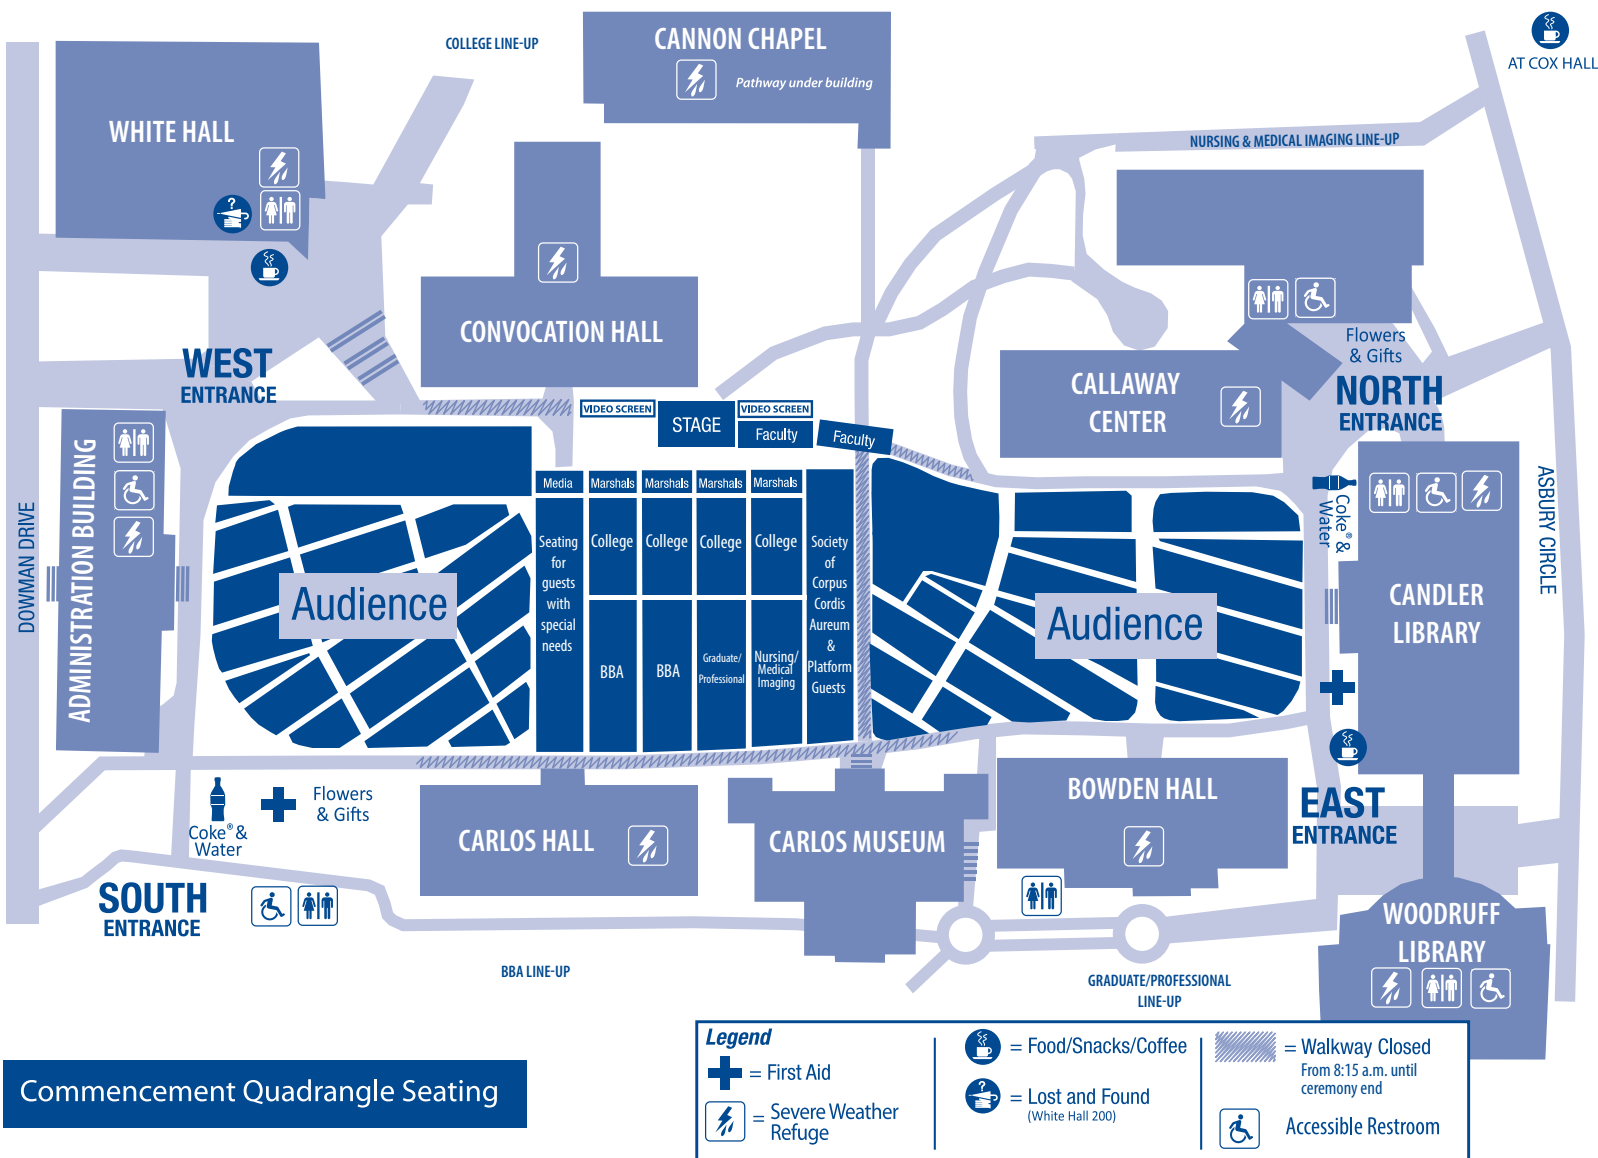 COLLEGE LINE-UP
CANNON CHAPEL
Pathway under building
AT COX HALL
WHITE HALL
?
NURSING & MEDICAL IMAGING LINE-UP
CONVOCATION HALL
WEST
ENTRANCE
Flowers
& Gifts
NORTH
ENTRANCE
CALLAWAY
CENTER
VIDEO SCREEN
STAGE
VIDEO SCREEN
Faculty
Faculty
DOWMAN DRIVE
ADMINISTRATION BUILDING
Media
Marshals
Marshals
Marshals
Marshals
Seating
for
guests
with
special
needs
College
College
College
College
Society
of
Corpus
Cordis
Aureum
&
Platform
Guests
BBA
BBA
Graduate/
Professional
Nursing/
Medical
Imaging
Audience
Audience
Coke® &
Water
CANDLER
LIBRARY
ASBURY CIRCLE
Coke® &
Water
Flowers
& Gifts
CARLOS HALL
CARLOS MUSEUM
BOWDEN HALL
EAST
ENTRANCE
SOUTH
ENTRANCE
WOODRUFF
LIBRARY
BBA LINE-UP
GRADUATE/PROFESSIONAL
LINE-UP
Commencement Quadrangle Seating
Legend
= First Aid
= Severe Weather
Refuge
= Food/Snacks/Coffee
?
= Lost and Found
(White Hall 200)
= Walkway Closed
From 8:15 a.m. until
ceremony end
Accessible Restroom